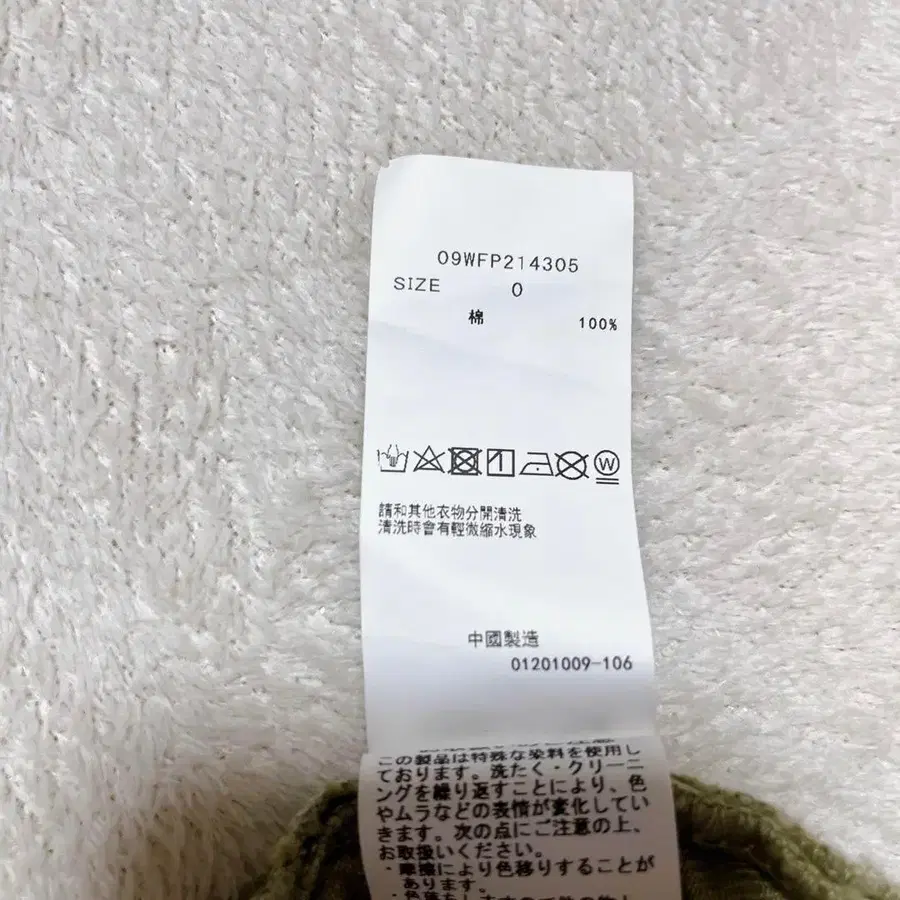 09WFP214305
SIZE 0
棉 100%
W
請和其他衣物分開清洗
清洗時會有輕微縮水現象
中國製造
01201009-106
この製品は特殊な染料を使用し
ております。洗たく・クリーニ
ングを繰り返すことにより、色
やムラなどの表情が変化してい
きます。次の点にご注意の上、
お取扱いください。
・摩擦により色移りすることが
あります。